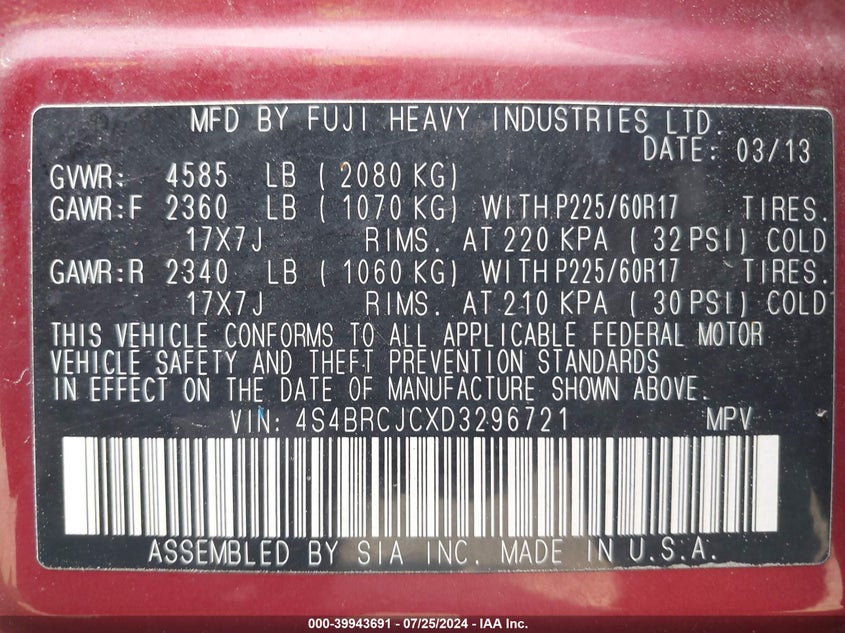 MFD BY FUJI HEAVY INDUSTRIES LTD.
DATE: 03/13
GVWR: 4585 LB ( 2080 KG)
GAWR:F 2360 LB ( 1070 KG) WITH P225/60R17 TIRES.
17X7J RIMS. AT 220 KPA ( 32 PSI) COLD
GAWR:R 2340 LB ( 1060 KG) WITH P225/60R17 TIRES.
17X7J RIMS. AT 210 KPA ( 30 PSI) COLD
THIS VEHICLE CONFORMS TO ALL APPLICABLE FEDERAL MOTOR
VEHICLE SAFETY AND THEFT PREVENTION STANDARDS
IN EFFECT ON THE DATE OF MANUFACTURE SHOWN ABOVE.
VIN: 4S4BRCJCXD3296721 MPV
ASSEMBLED BY SIA INC. MADE IN U.S.A.
000-39943691 - 07/25/2024 - IAA Inc.